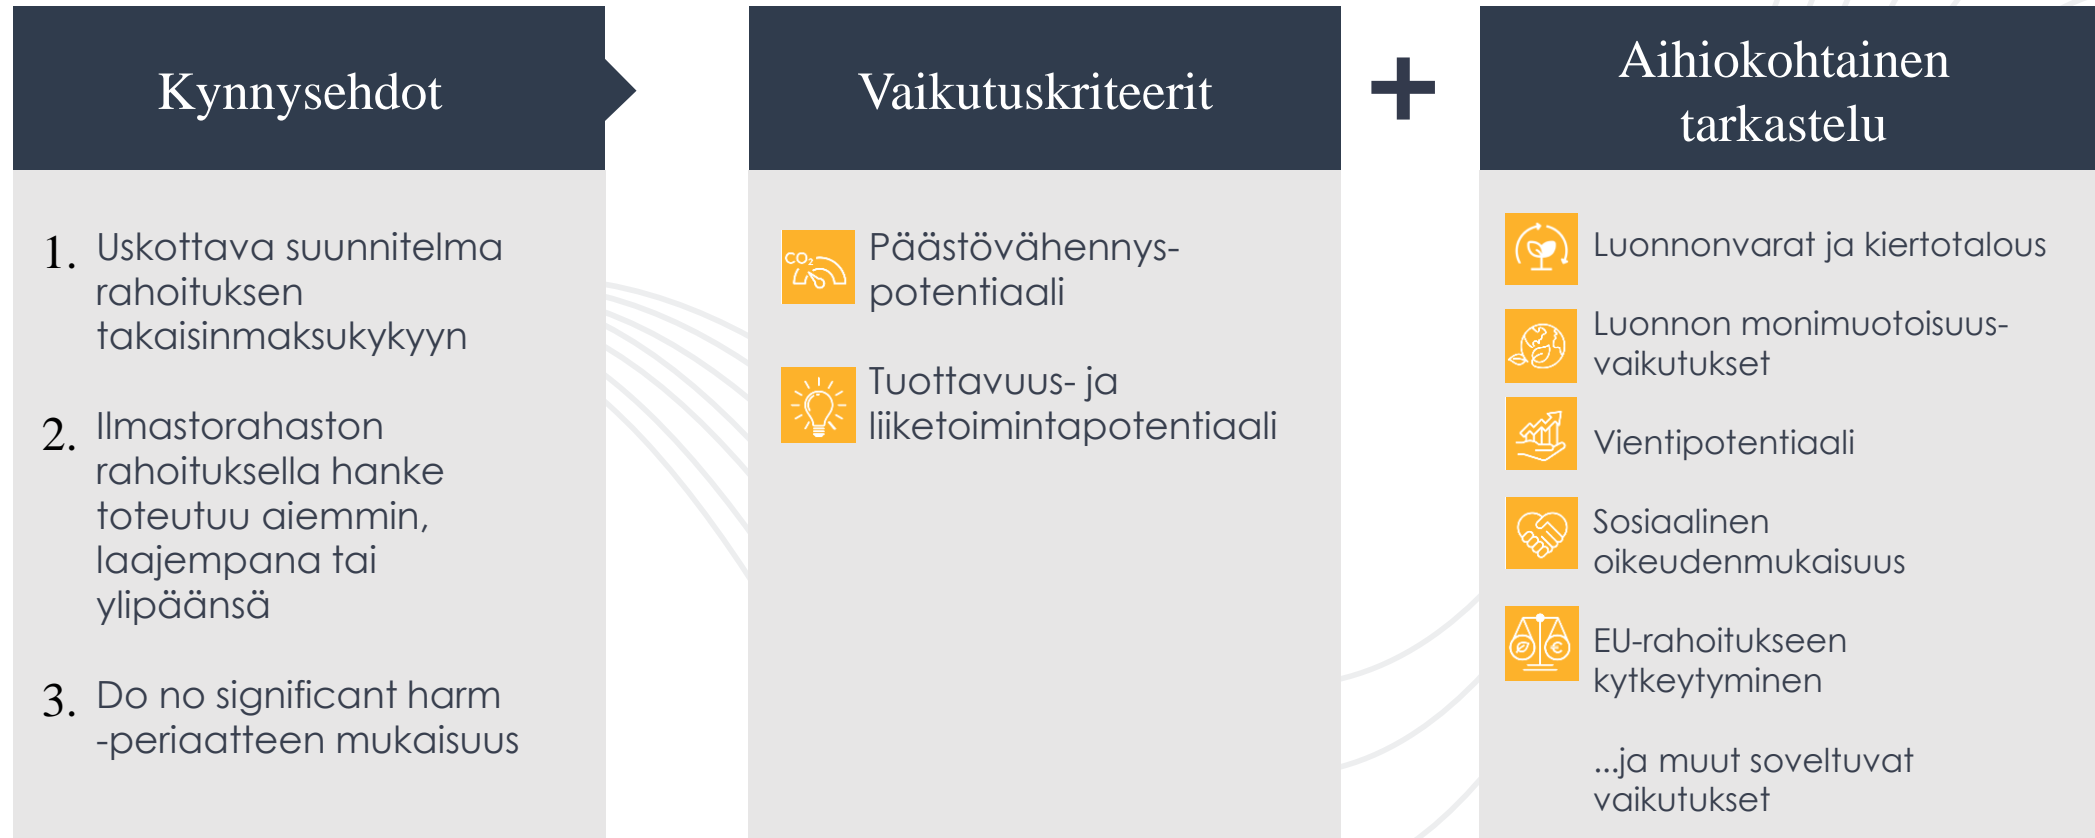 Kynnysehdot
1. Uskottava suunnitelma
rahoituksen
takaisinmaksukykyyn
2. Ilmastorahaston
rahoituksella hanke
toteutuu aiemmin,
laajempana tai
ylipäänsä
3. Do no significant harm
-periaatteen mukaisuus
Vaikutuskriteerit
CO₂
Päästövähennys-
potentiaali
Tuottavuus- ja
liiketoimintapotentiaali
+
Aihiokohtainen
tarkastelu
Luonnonvarat ja kiertotalous
Luonnon monimuotoisuus-
vaikutukset
Vientipotentiaali
Sosiaalinen
oikeudenmukaisuus
€
EU-rahoitukseen
kytkeytyminen
...ja muut soveltuvat
vaikutukset